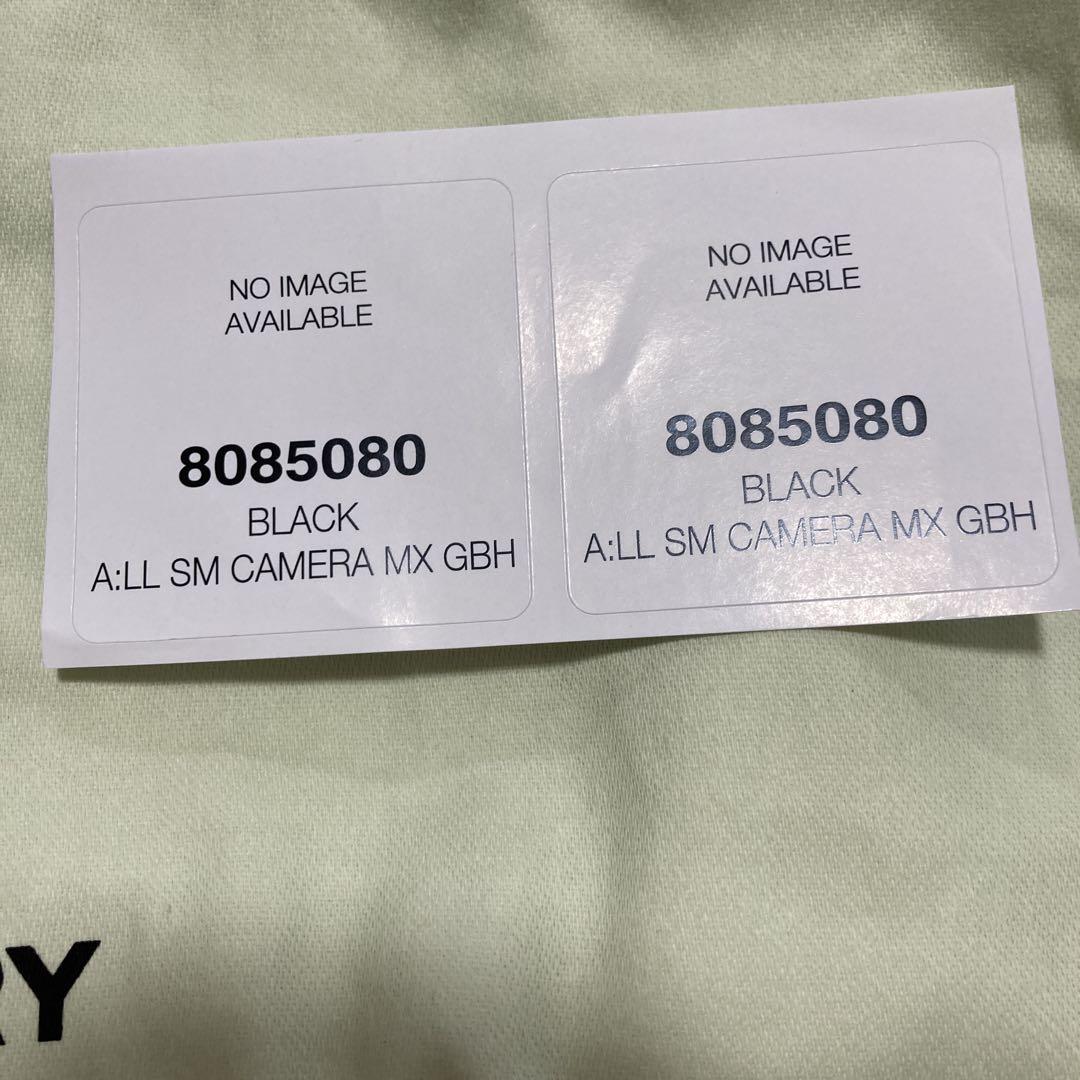 NO IMAGE
AVAILABLE
8085080
BLACK
A:LL SM CAMERA MX GBH
NO IMAGE
AVAILABLE
8085080
BLACK
A:LL SM CAMERA MX GBH
RY